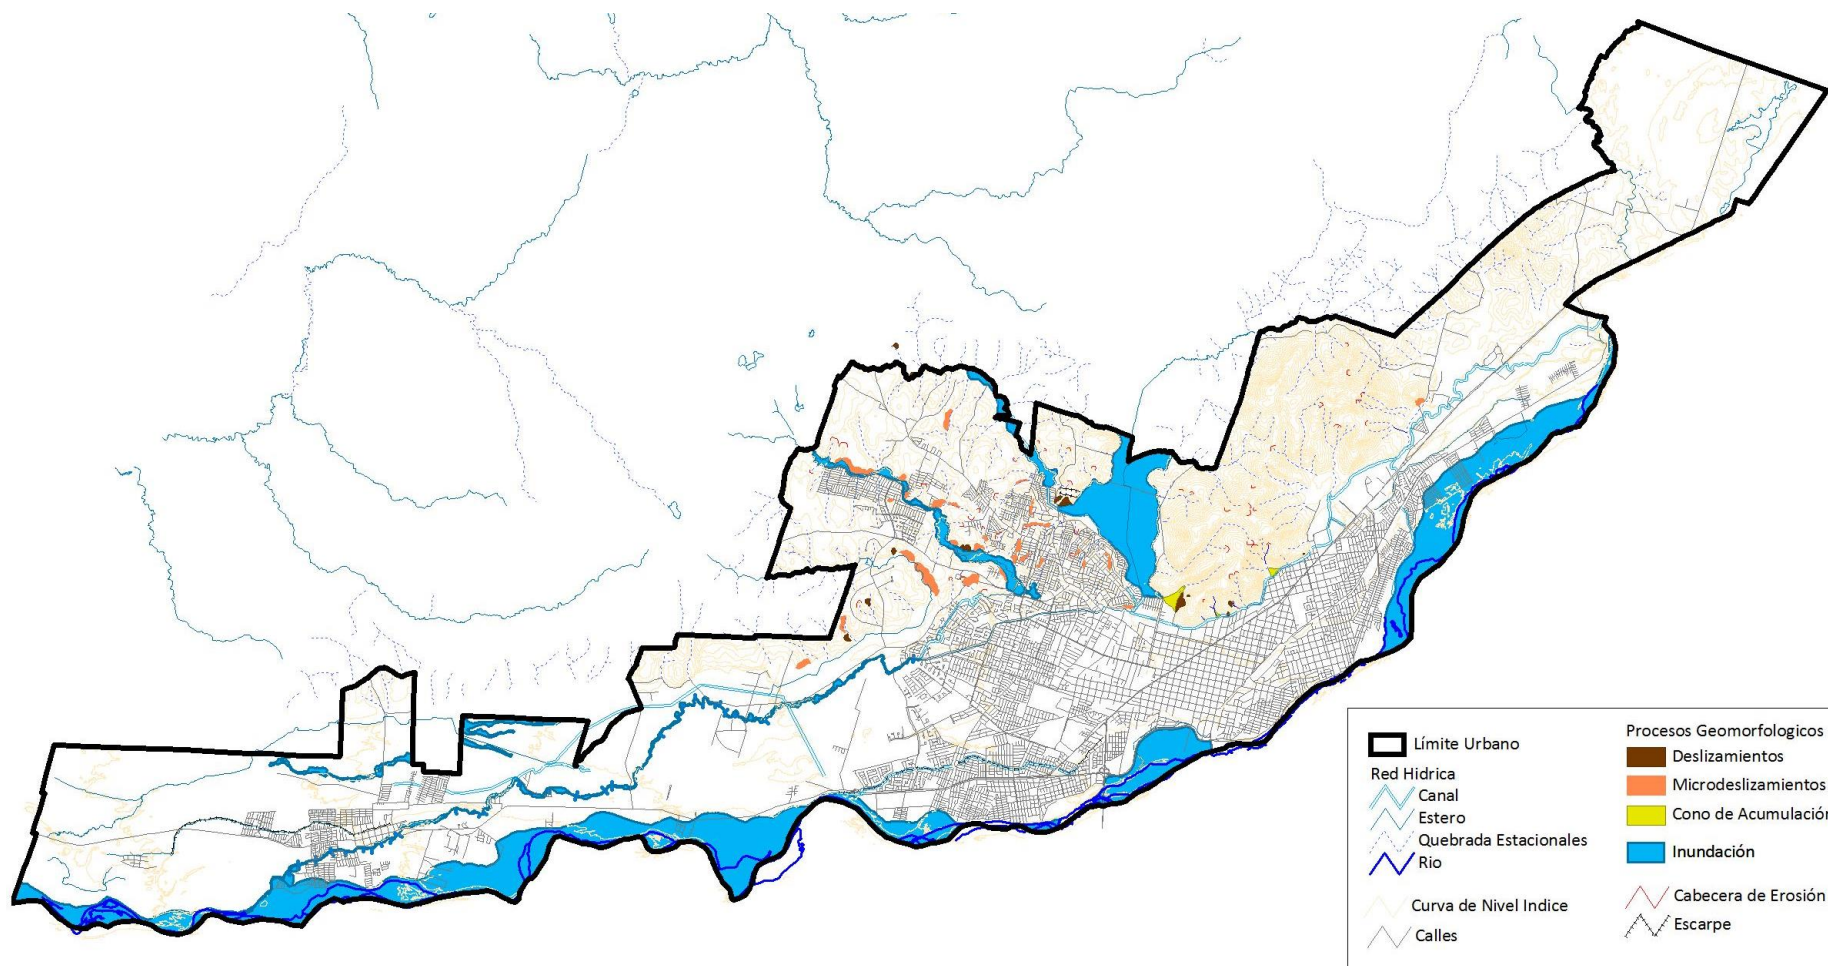 Límite Urbano
Red Hidrica
Canal
Estero
Quebrada Estacionales
Rio
Curva de Nivel Indice
Calles
Procesos Geomorfologicos
Deslizamientos
Microdeslizamientos
Cono de Acumulación
Inundación
Cabecera de Erosión
Escarpe